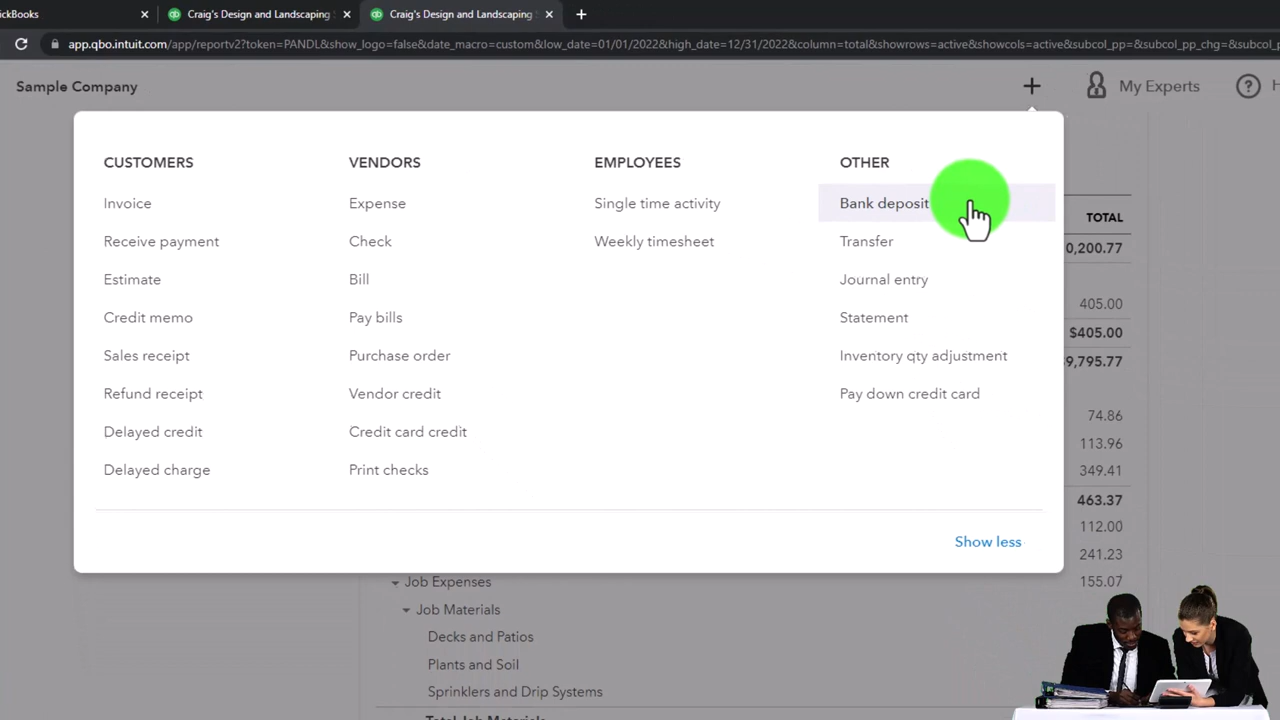 ickBooks
Craig's Design and Landscaping
Craig's Design and Landscaping
app.qbo.intuit.com/app/reportv2?token=PANDL&show_logo=false&date_macro=custom&low_date=01/01/2022&high_date=12/31/2022&column=total&showrows=active&showcols=active&subcol_pp=&subcol_pp_chg=&subcol_
Sample Company
My Experts
CUSTOMERS
Invoice
Receive payment
Estimate
Credit memo
Sales receipt
Refund receipt
Delayed credit
Delayed charge
VENDORS
Expense
Check
Bill
Pay bills
Purchase order
Vendor credit
Credit card credit
Print checks
EMPLOYEES
Single time activity
Weekly timesheet
OTHER
Bank deposit
Transfer
Journal entry
Statement
Inventory qty adjustment
Pay down credit card
Show less
TOTAL
0,200.77
405.00
$405.00
9,795.77
74.86
113.96
349.41
463.37
112.00
241.23
155.07
Job Expenses
Job Materials
Decks and Patios
Plants and Soil
Sprinklers and Drip Systems
Total Job Materials